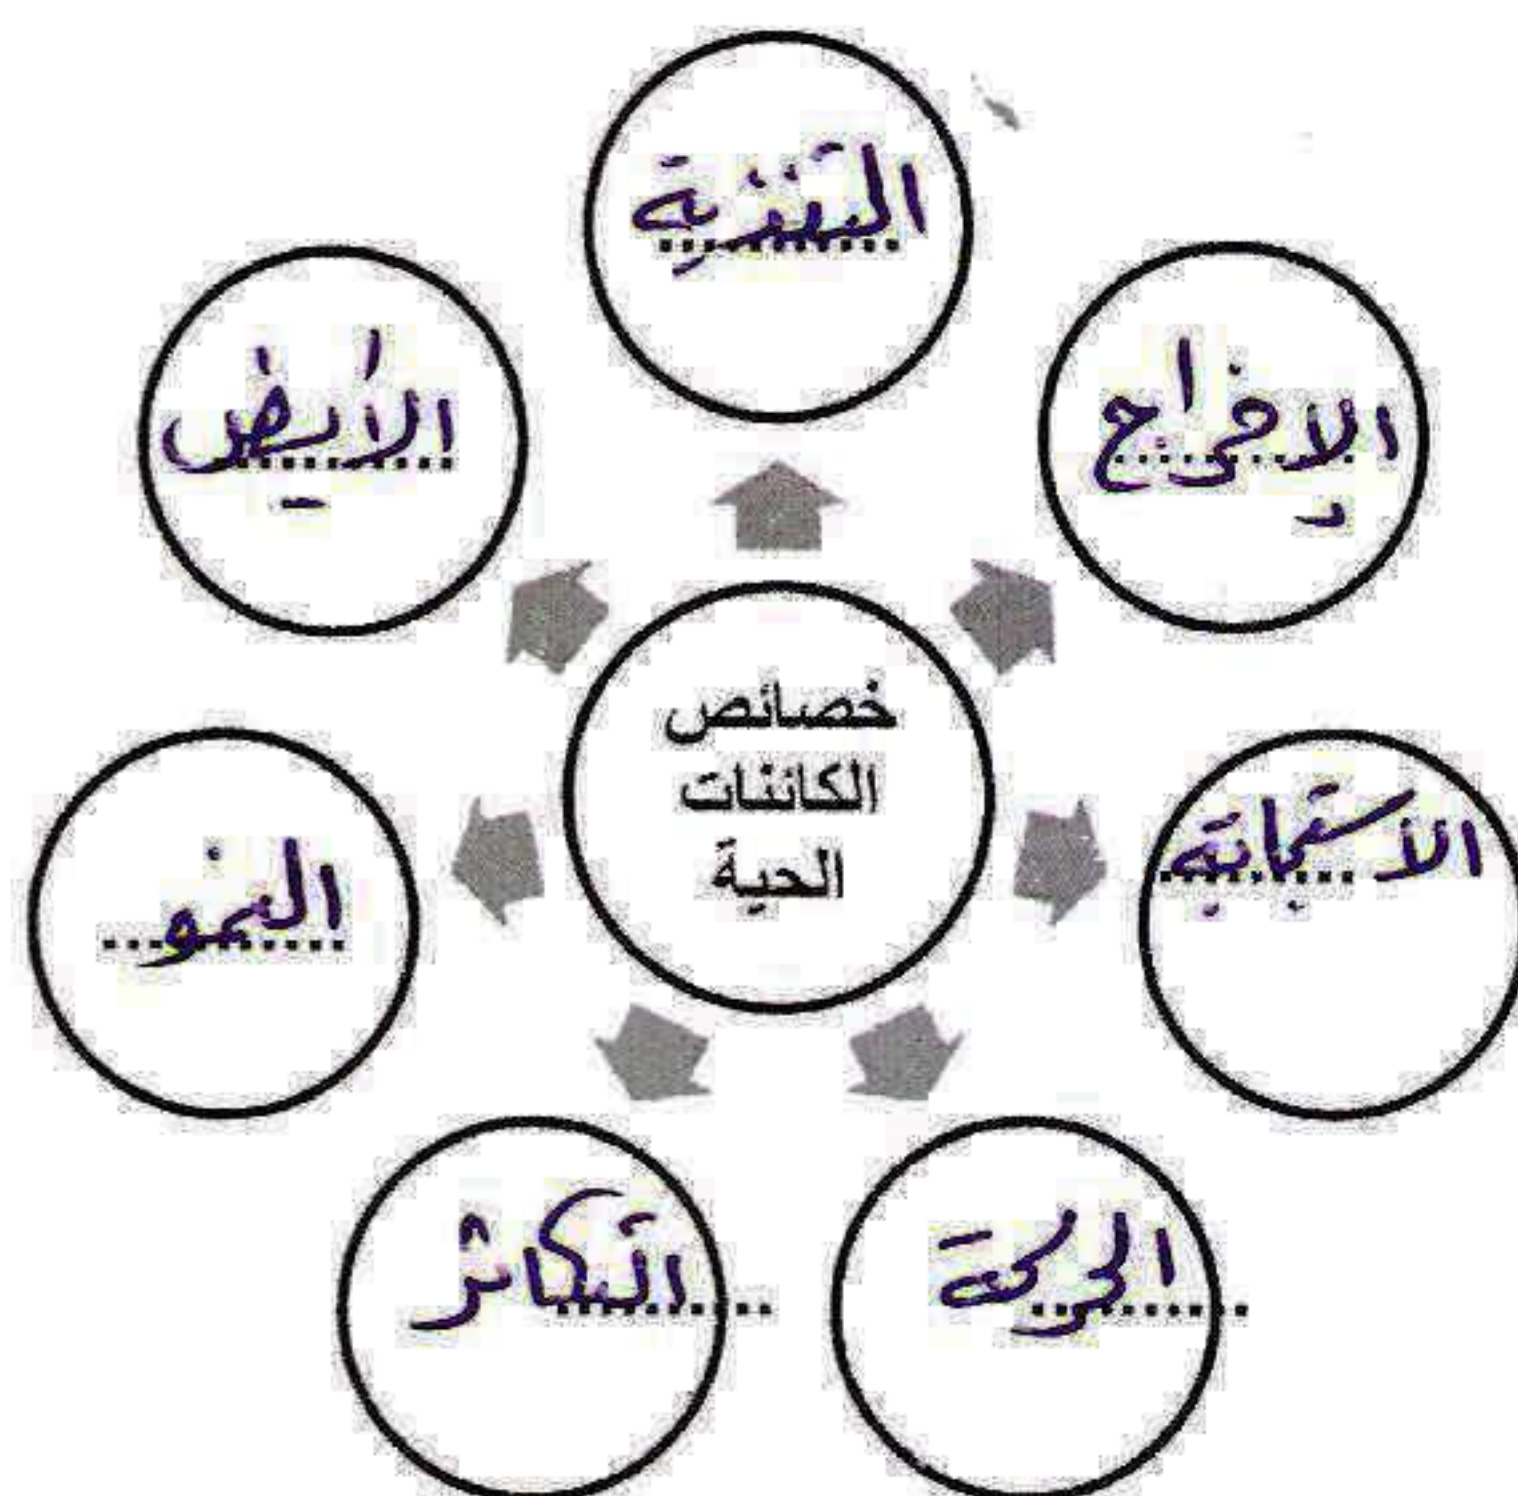 التغذية
الإخراج
الأيض
خصائص
الكائنات
الحية
الاستجابة
النمو
الحركة
التكاثر